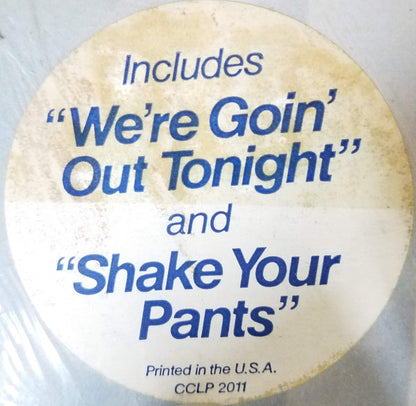 Includes
“We’re Goin’
Out Tonight”
and
“Shake Your
Pants”
Printed in the U.S.A.
CCLP 2011